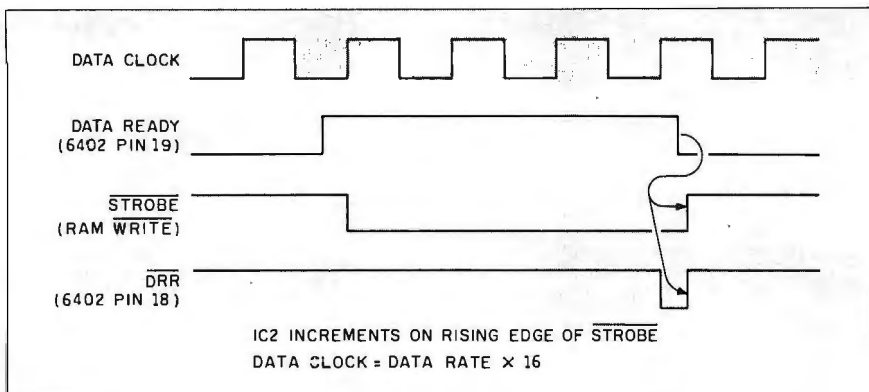 DATA CLOCK
DATA READY
(6402 PIN 19)
STROBE
(RAM WRITE)
DRR
(6402 PIN 18)
IC2 INCREMENTS ON RISING EDGE OF STROBE
DATA CLOCK = DATA RATE × 16